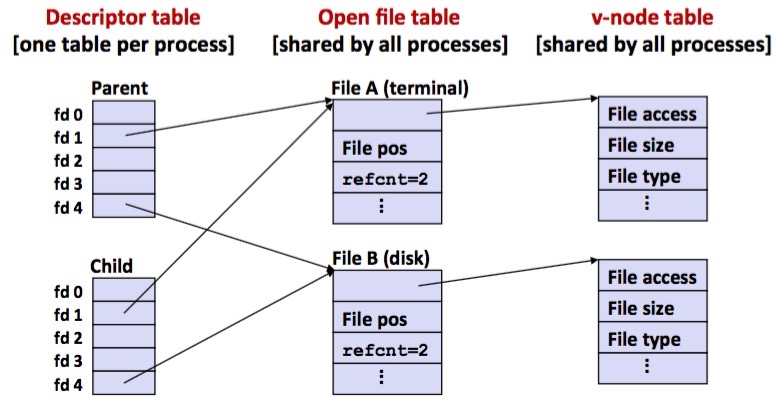 Descriptor table
[one table per process]
Open file table
[shared by all processes]
v-node table
[shared by all processes]
Parent
fd 0
fd 1
fd 2
fd 3
fd 4
File A (terminal)
File pos
refcnt=2
⋮
File access
File size
File type
⋮
Child
fd 0
fd 1
fd 2
fd 3
fd 4
File B (disk)
File pos
refcnt=2
⋮
File access
File size
File type
⋮